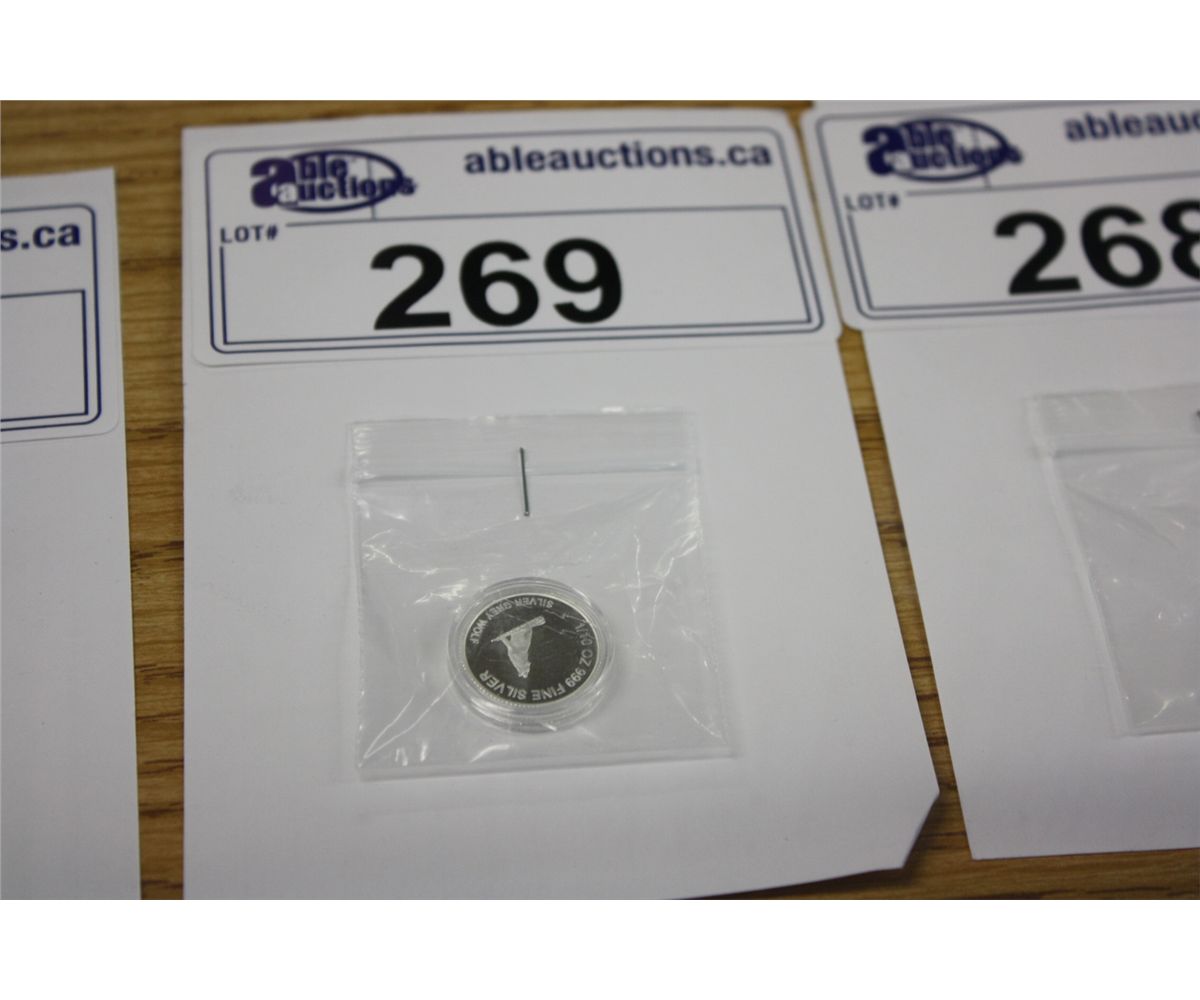 s.ca
able
auctions
ableauctions.ca
LOT#
269
SILVER GREY WOLF
1/10 OZ 999 FINE SILVER
able
auctions
ableauc
LOT#
268